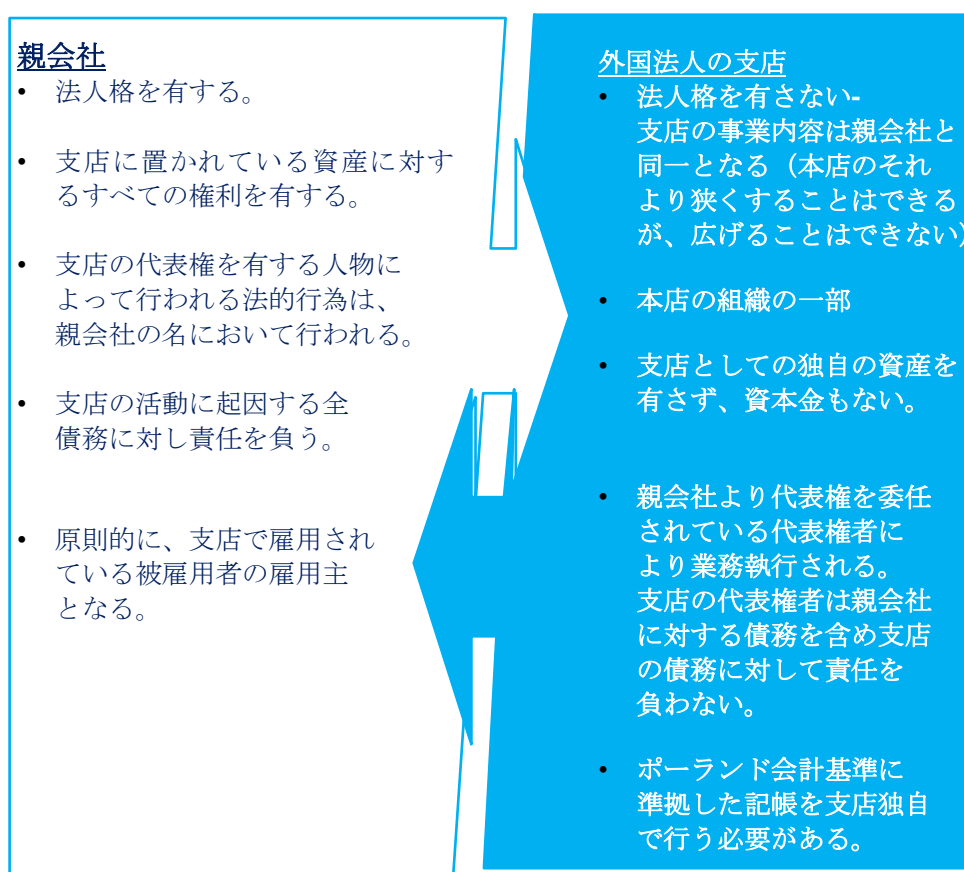 親会社
• 法人格を有する。
• 支店に置かれている資産に対す
るすべての権利を有する。
• 支店の代表権を有する人物に
よって行われる法的行為は、
親会社の名において行われる。
• 支店の活動に起因する全
債務に対し責任を負う。
• 原則的に、支店で雇用され
ている被雇用者の雇用主
となる。
外国法人の支店
• 法人格を有さない-
支店の事業内容は親会社と
同一となる（本店のそれ
より狭くすることはできる
が、広げることはできない）
• 本店の組織の一部
• 支店としての独自の資産を
有さず、資本金もない。
• 親会社より代表権を委任
されている代表権者に
より業務執行される。
支店の代表権者は親会社
に対する債務を含め支店
の債務に対して責任を
負わない。
• ポーランド会計基準に
準拠した記帳を支店独自
で行う必要がある。